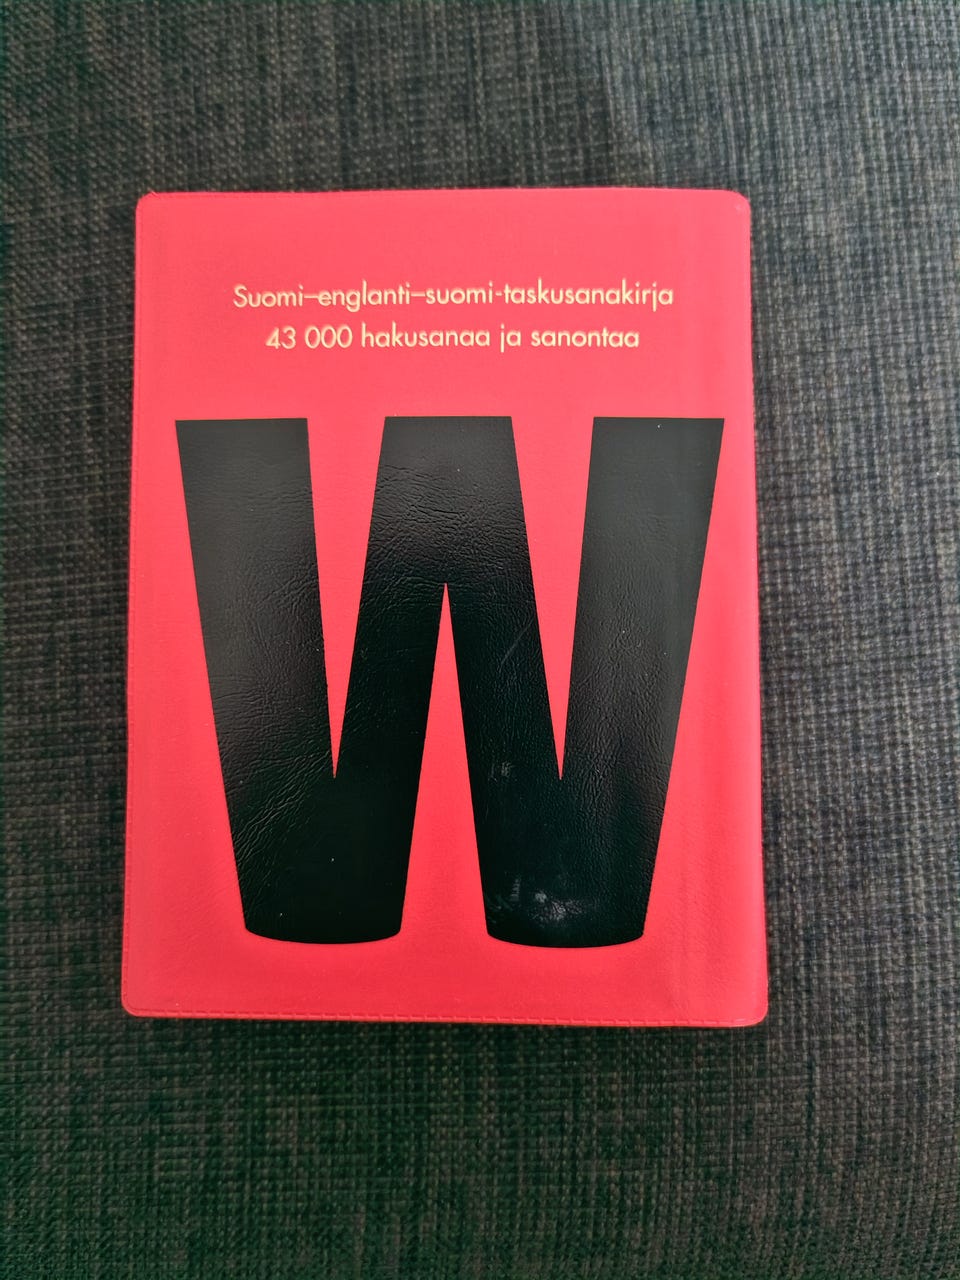 Suomi–englanti–suomi-taskusanakirja
43 000 hakusanaa ja sanontaa
W